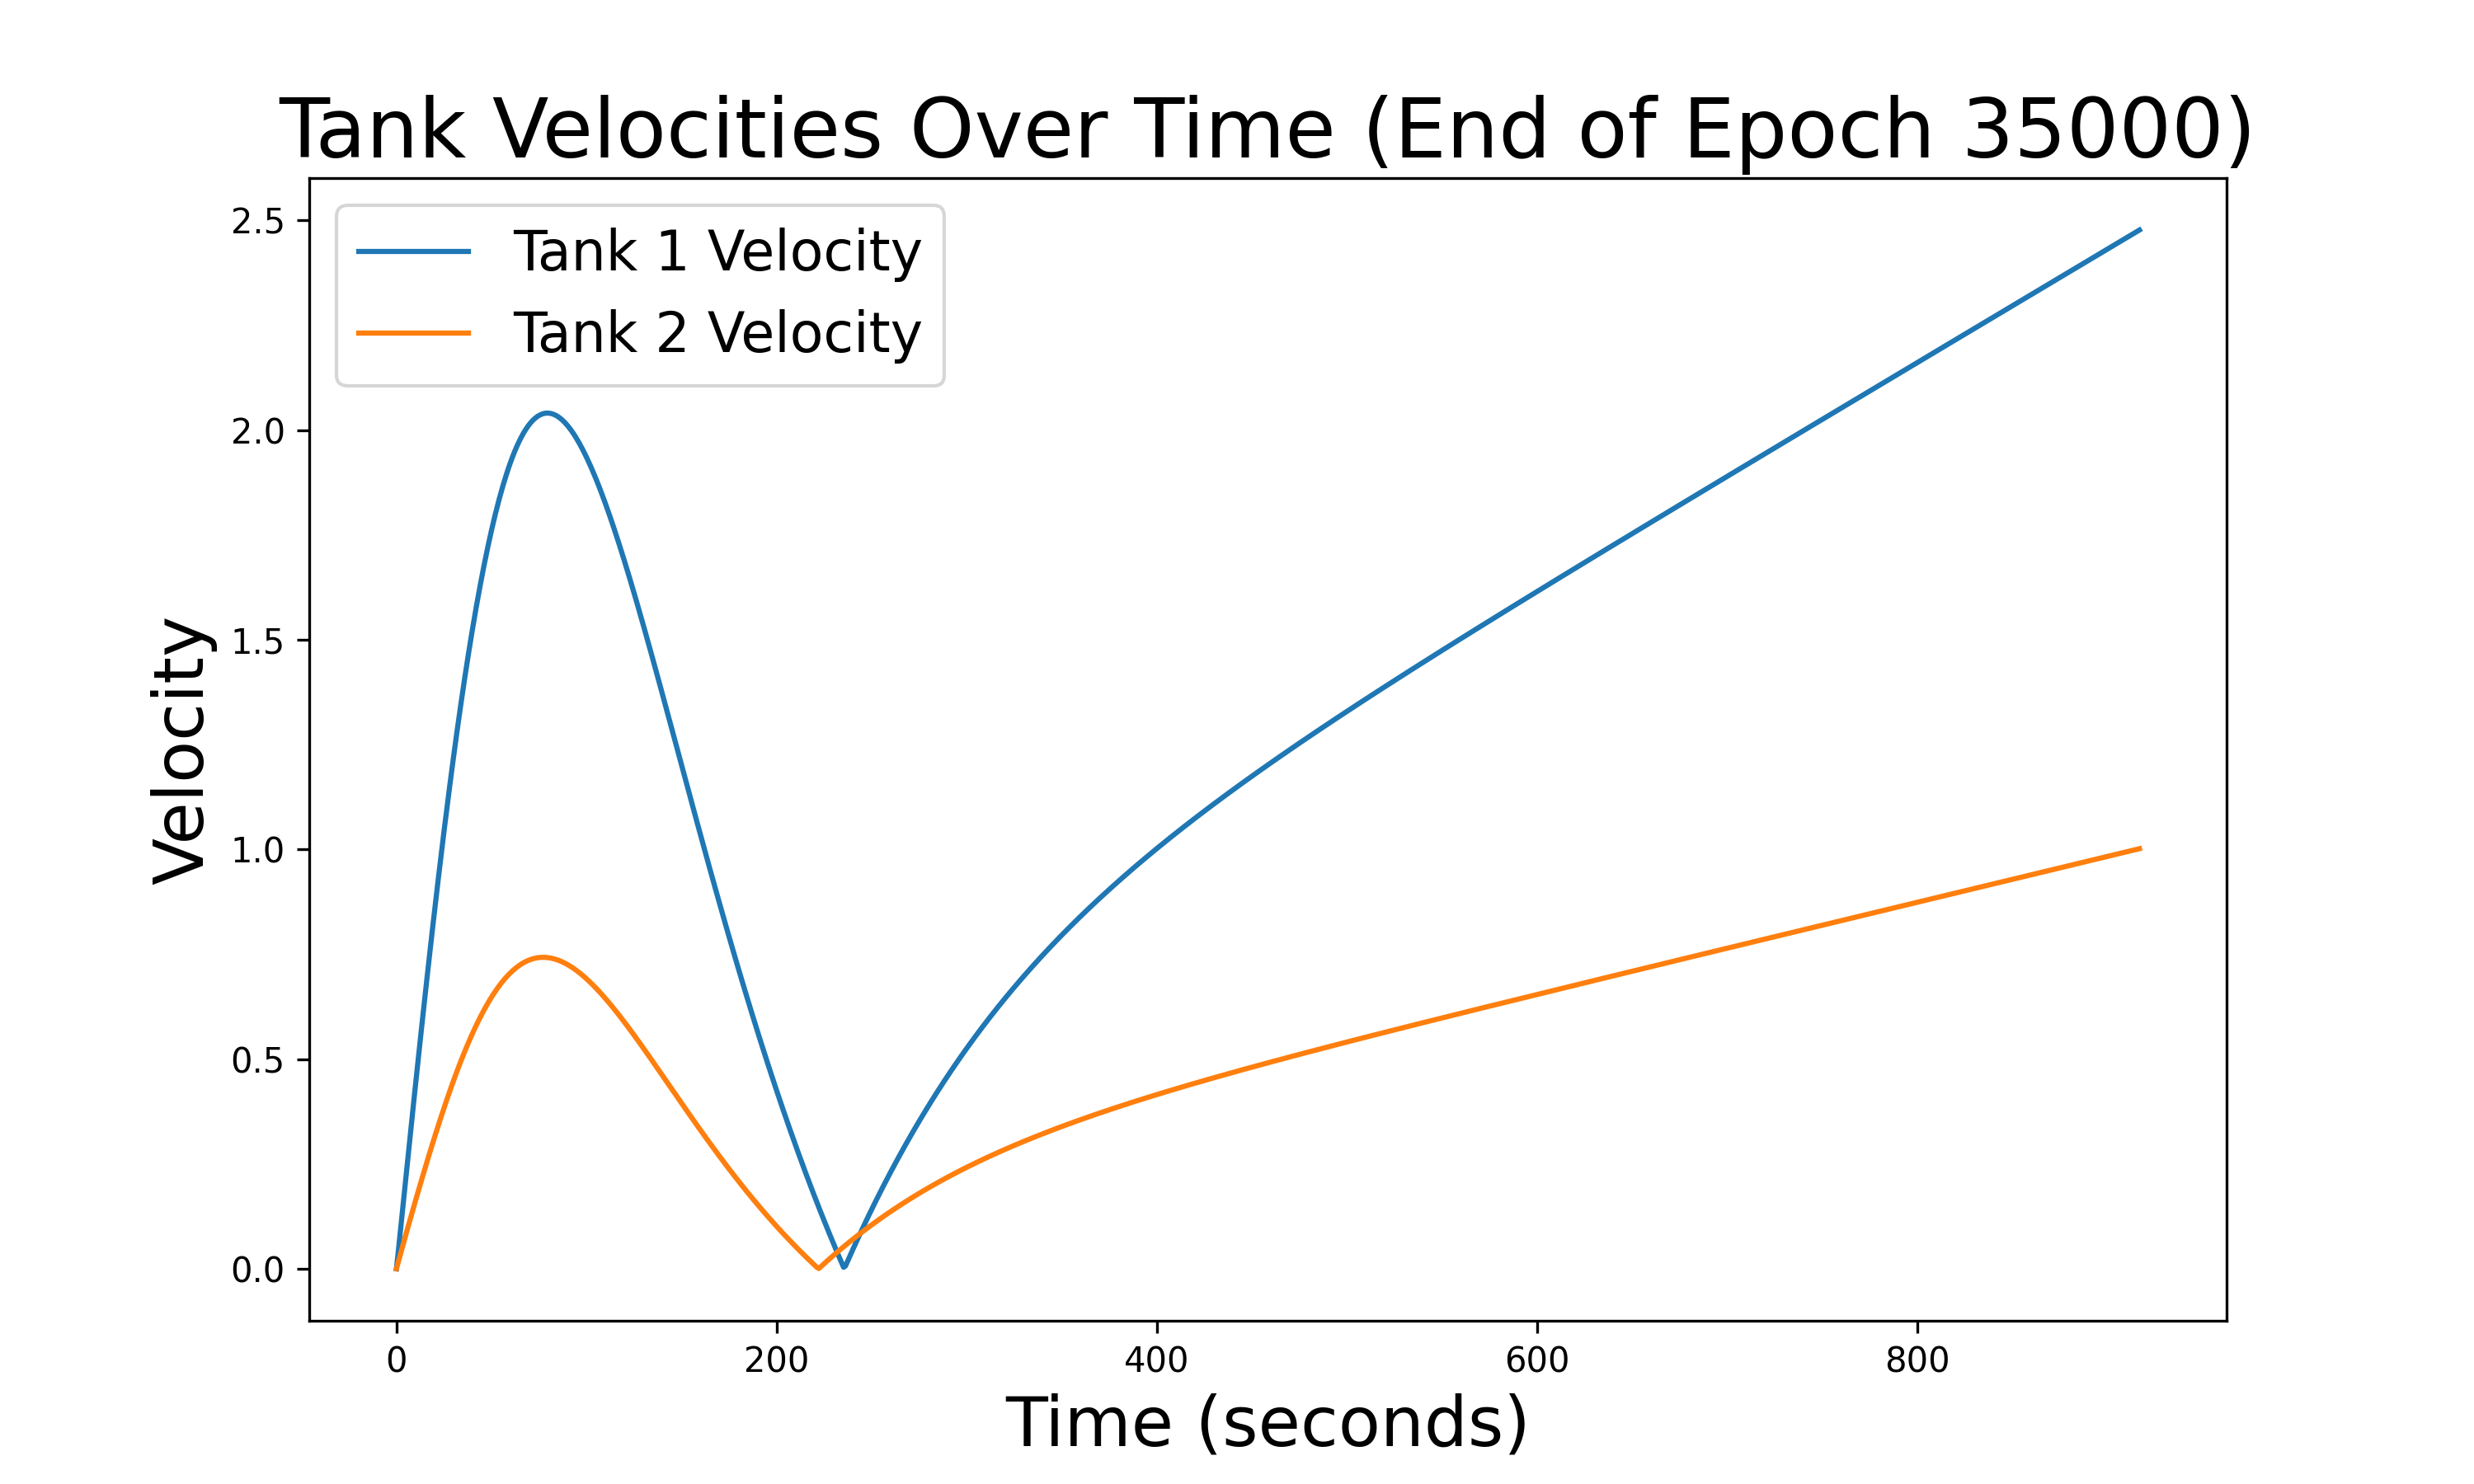 Tank Velocities Over Time (End of Epoch 35000)
Tank 1 Velocity
Tank 2 Velocity
Velocity
2.5
2.0
1.5
1.0
0.5
0.0
0 200 400 600 800
Time (seconds)